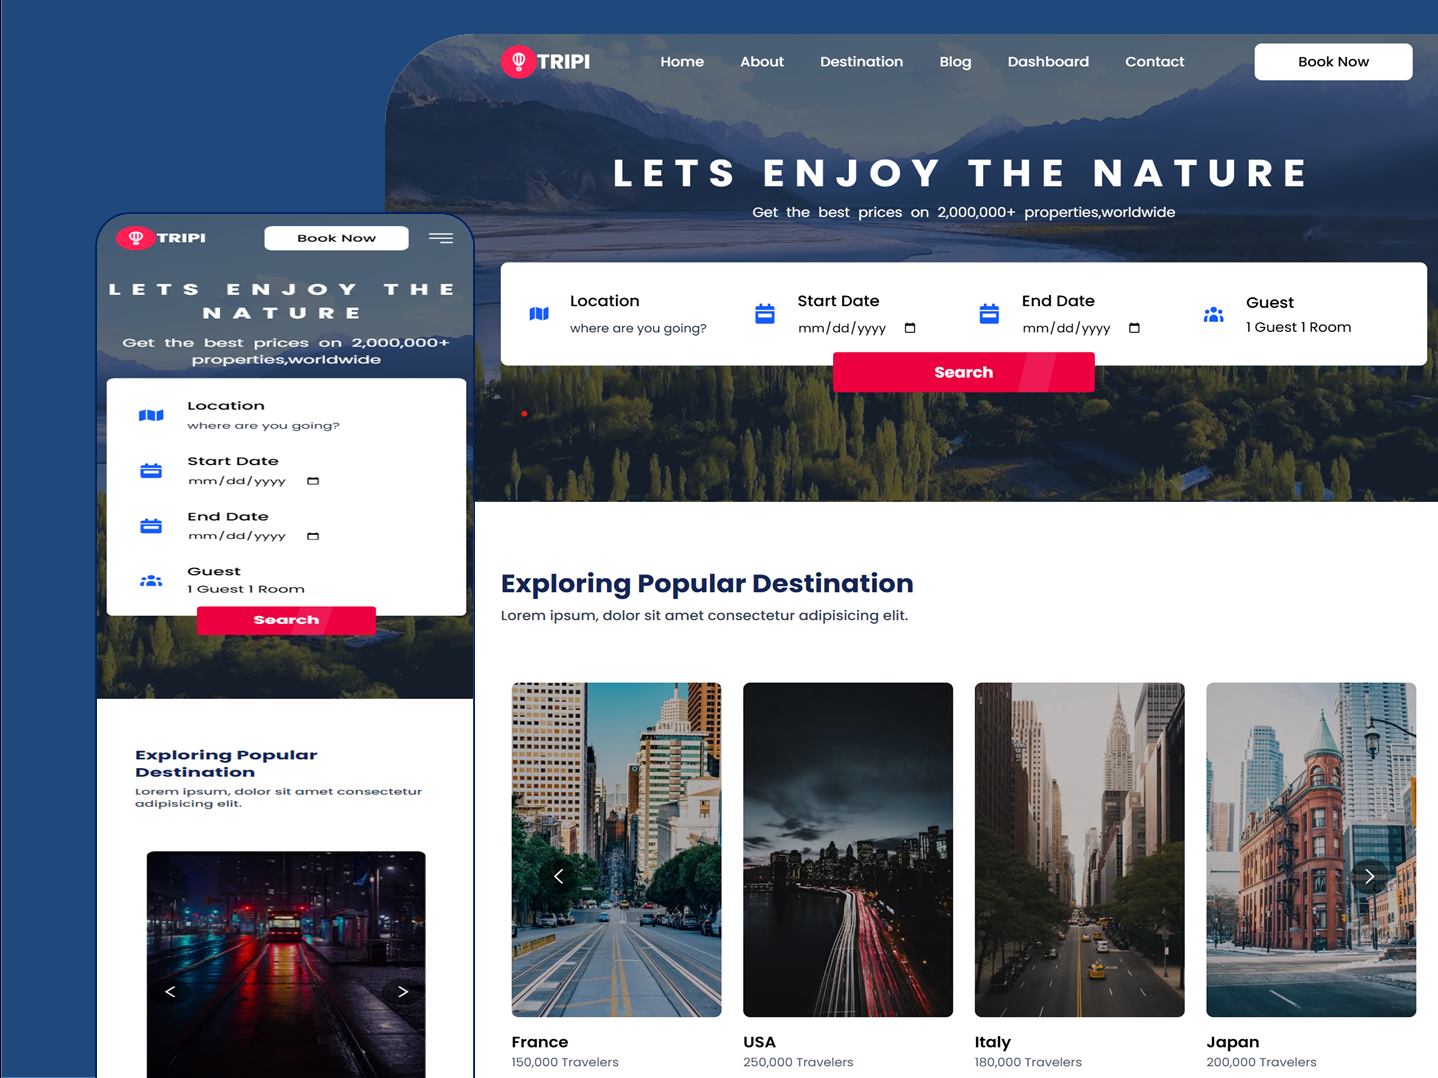 TRIPI
Home
About
Destination
Blog
Dashboard
Contact
Book Now
LETS ENJOY THE NATURE
Get the best prices on 2,000,000+ properties,worldwide
Location
where are you going?
Start Date
mm/dd/yyyy
End Date
mm/dd/yyyy
Guest
1 Guest 1 Room
Search
Exploring Popular Destination
Lorem ipsum, dolor sit amet consectetur adipisicing elit.
France
150,000 Travelers
USA
250,000 Travelers
Italy
180,000 Travelers
Japan
200,000 Travelers
TRIPI
Book Now
LETS ENJOY THE
NATURE
Get the best prices on 2,000,000+
properties,worldwide
Location
where are you going?
Start Date
mm/dd/yyyy
End Date
mm/dd/yyyy
Guest
1 Guest 1 Room
Search
Exploring Popular
Destination
Lorem ipsum, dolor sit amet consectetur
adipisicing elit.